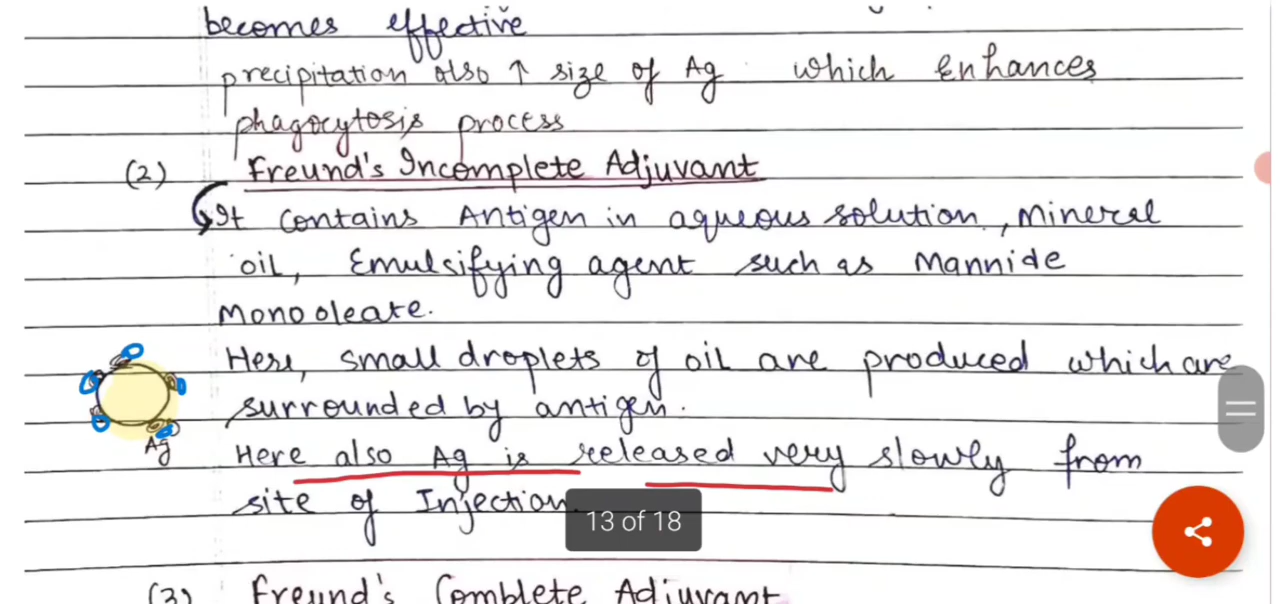 becomes effective
precipitation also ↑ size of Ag which enhances
phagocytosis process
(2) Freund's Incomplete Adjuvant
It contains Antigen in aqueous solution, Mineral
oil, Emulsifying agent such as Mannide
Monooleate.
Here, small droplets of oil are produced which are
surrounded by antigen.
Ag
Here also Ag is released very slowly from
site of Injection
13 of 18
(3) Freund's Complete Adjuvant